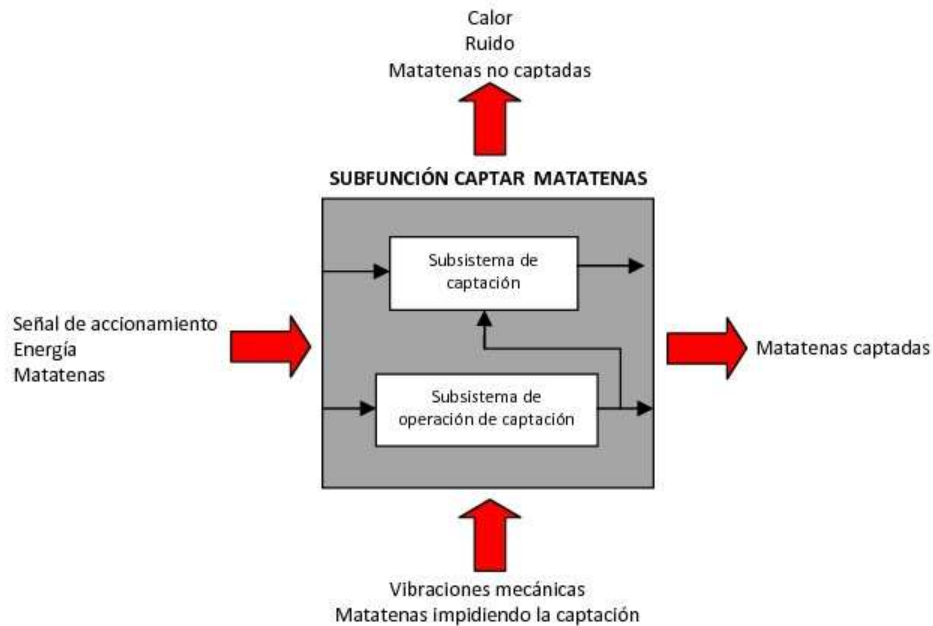 Calor
Ruido
Matatenas no captadas
SUBFUNCIÓN CAPTAR MATATENAS
Subsistema de
captación
Señal de accionamiento
Energía
Matatenas
Matatenas captadas
Subsistema de
operación de captación
Vibraciones mecánicas
Matatenas impidiendo la captación